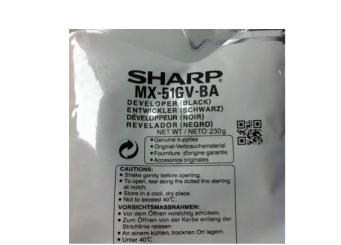 SHARP
MX-51GV-BA
DEVELOPER (BLACK)
ENTWICKLER (SCHWARZ)
DÉVELOPPEUR (NOIR)
REVELADOR (NEGRO)
NET WT / NETO 230g
• Genuine supplies
• Original-Verbrauchsmaterial
• Fourniture d'origine garantie
• Accesorios originales
CAUTIONS:
• Shake gently before opening.
• To open, tear along the dotted line starting
at notch.
• Store in a cool, dry place.
• Not to exceed 40°C.
VORSICHTSMASSNAHMEN:
• Vor dem Öffnen vorsichtig schütteln.
• Zum Öffnen von der Kerbe entlang der
Strichlinien reissen.
• An einem kühlen, trocknen Ort lagern.
• Unter 40°C.